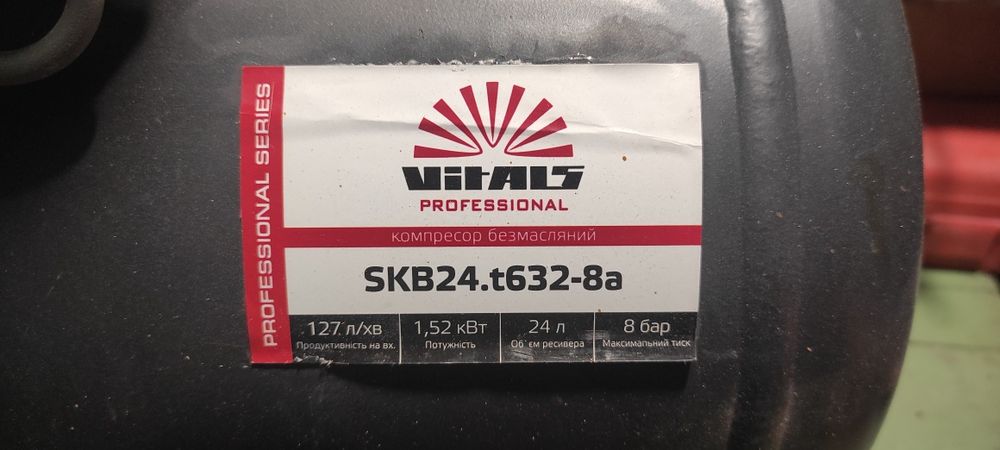 PROFESSIONAL SERIES
VitALS
PROFESSIONAL
компресор безмасляний
SKB24.t632-8a
127 л/хв
Продуктивність на вх.
1,52 кВт
Потужність
24 л
Об`єм ресивера
8 бар
Максимальний тиск